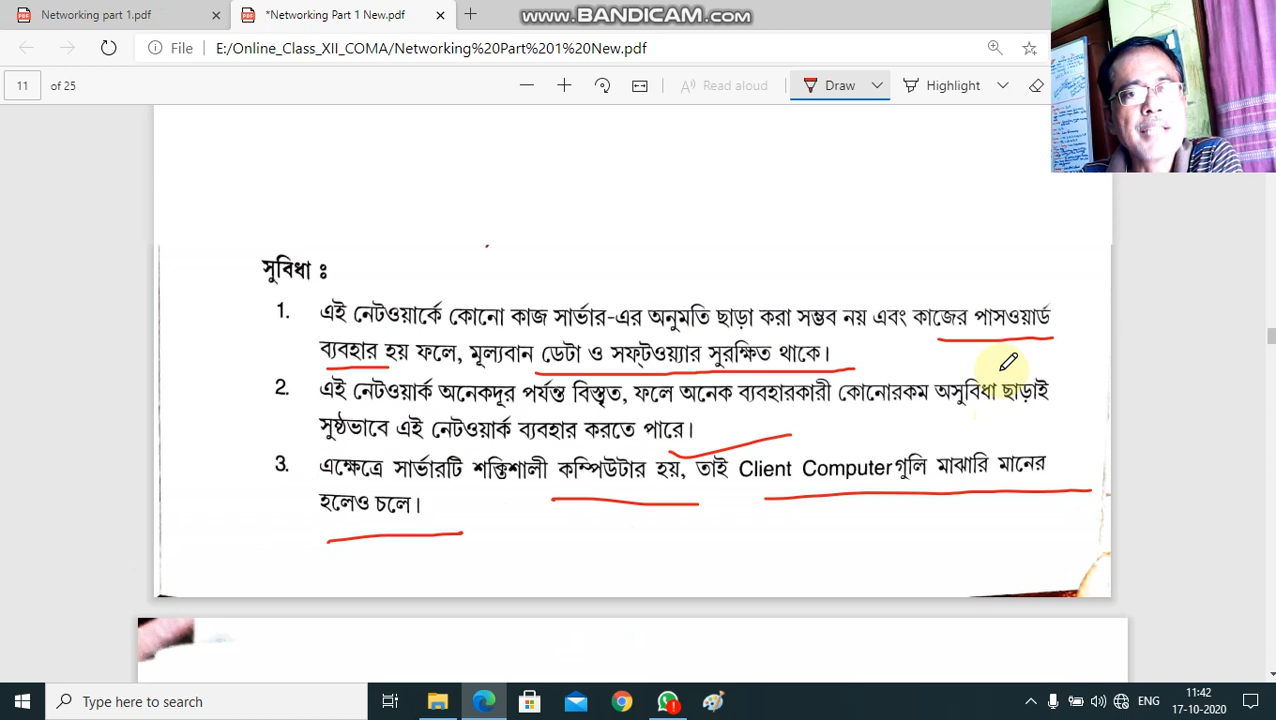 Networking part 1.pdf
*Networking Part 1 New.pdf
www.BANDICAM.com
File E:/Online_Class_XII_COMA/Networking%20Part%201%20New.pdf
11 of 25
Read aloud
Draw
Highlight
সুবিধা ঃ
1. এই নেটওয়ার্কে কোনো কাজ সার্ভার-এর অনুমতি ছাড়া করা সম্ভব নয় এবং কাজের পাসওয়ার্ড
ব্যবহার হয় ফলে, মূল্যবান ডেটা ও সফ্টওয়্যার সুরক্ষিত থাকে।
2. এই নেটওয়ার্ক অনেকদূর পর্যন্ত বিস্তৃত, ফলে অনেক ব্যবহারকারী কোনোরকম অসুবিধা ছাড়াই
সুষ্ঠভাবে এই নেটওয়ার্ক ব্যবহার করতে পারে।
3. এক্ষেত্রে সার্ভারটি শক্তিশালী কম্পিউটার হয়, তাই Client Computerগুলি মাঝারি মানের
হলেও চলে।
Type here to search
ENG
11:42
17-10-2020